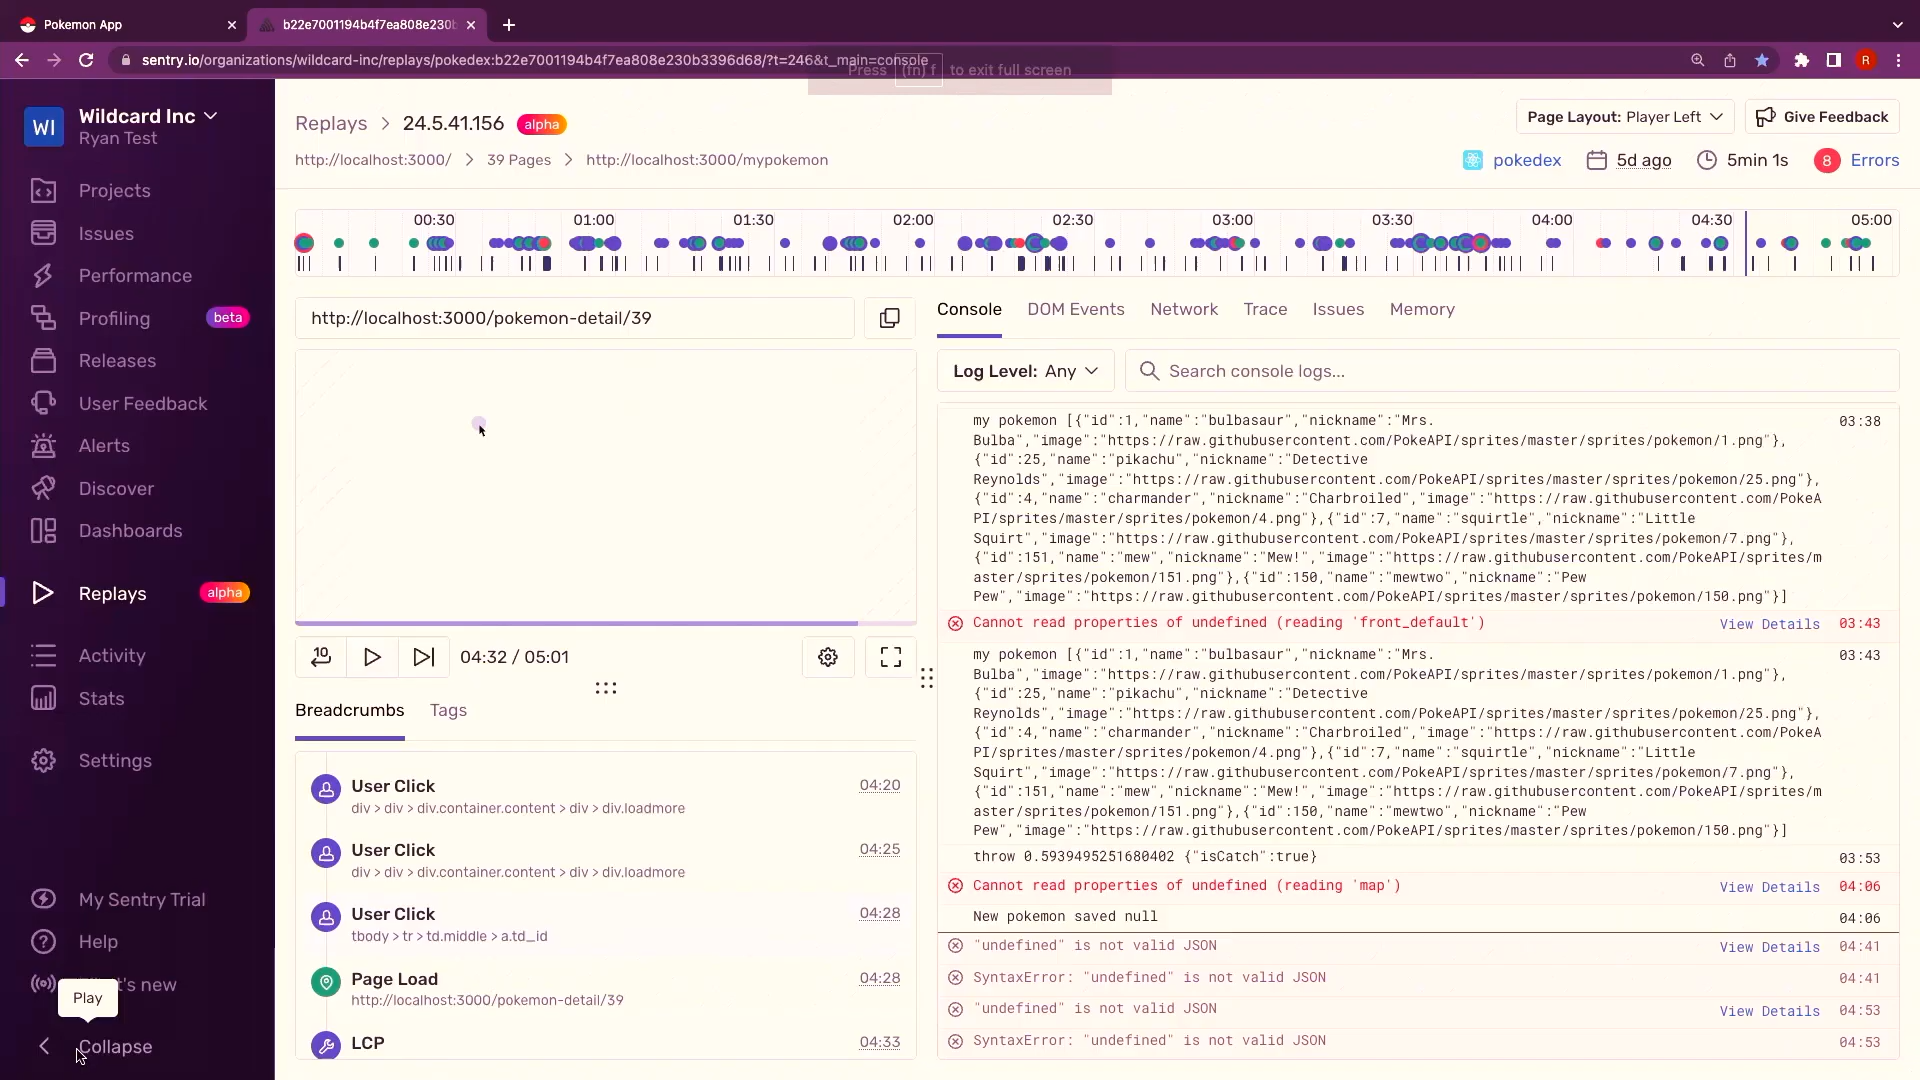 Pokemon App
b22e7001194b4f7ea808e230b
sentry.io/organizations/wildcard-inc/replays/pokedex:b22e7001194b4f7ea808e230b3396d68/?t=246&t_main=console
Press (fn) f to exit full screen
R
WI
Wildcard Inc
Ryan Test
Projects
Issues
Performance
Profiling
beta
Releases
User Feedback
Alerts
Discover
Dashboards
Replays
alpha
Activity
Stats
Settings
My Sentry Trial
Help
's new
Play
Collapse
Replays > 24.5.41.156 alpha
Page Layout: Player Left
Give Feedback
http://localhost:3000/ > 39 Pages > http://localhost:3000/mypokemon
pokedex
5d ago
5min 1s
8 Errors
00:30 01:00 01:30 02:00 02:30 03:00 03:30 04:00 04:30 05:00
http://localhost:3000/pokemon-detail/39
10
04:32 / 05:01
Breadcrumbs
Tags
User Click 04:20
div > div > div.container.content > div > div.loadmore
User Click 04:25
div > div > div.container.content > div > div.loadmore
User Click 04:28
tbody > tr > td.middle > a.td_id
Page Load 04:28
http://localhost:3000/pokemon-detail/39
LCP 04:33
Console DOM Events Network Trace Issues Memory
Log Level: Any
Search console logs...
my pokemon [{"id":1,"name":"bulbasaur","nickname":"Mrs. 03:38
Bulba","image":"https://raw.githubusercontent.com/PokeAPI/sprites/master/sprites/pokemon/1.png"},
{"id":25,"name":"pikachu","nickname":"Detective
Reynolds","image":"https://raw.githubusercontent.com/PokeAPI/sprites/master/sprites/pokemon/25.png"},
{"id":4,"name":"charmander","nickname":"Charbroiled","image":"https://raw.githubusercontent.com/PokeA
PI/sprites/master/sprites/pokemon/4.png"},{"id":7,"name":"squirtle","nickname":"Little
Squirt","image":"https://raw.githubusercontent.com/PokeAPI/sprites/master/sprites/pokemon/7.png"},
{"id":151,"name":"mew","nickname":"Mew!","image":"https://raw.githubusercontent.com/PokeAPI/sprites/m
aster/sprites/pokemon/151.png"},{"id":150,"name":"mewtwo","nickname":"Pew
Pew","image":"https://raw.githubusercontent.com/PokeAPI/sprites/master/sprites/pokemon/150.png"}]
Cannot read properties of undefined (reading 'front_default') View Details 03:43
my pokemon [{"id":1,"name":"bulbasaur","nickname":"Mrs. 03:43
Bulba","image":"https://raw.githubusercontent.com/PokeAPI/sprites/master/sprites/pokemon/1.png"},
{"id":25,"name":"pikachu","nickname":"Detective
Reynolds","image":"https://raw.githubusercontent.com/PokeAPI/sprites/master/sprites/pokemon/25.png"},
{"id":4,"name":"charmander","nickname":"Charbroiled","image":"https://raw.githubusercontent.com/PokeA
PI/sprites/master/sprites/pokemon/4.png"},{"id":7,"name":"squirtle","nickname":"Little
Squirt","image":"https://raw.githubusercontent.com/PokeAPI/sprites/master/sprites/pokemon/7.png"},
{"id":151,"name":"mew","nickname":"Mew!","image":"https://raw.githubusercontent.com/PokeAPI/sprites/m
aster/sprites/pokemon/151.png"},{"id":150,"name":"mewtwo","nickname":"Pew
Pew","image":"https://raw.githubusercontent.com/PokeAPI/sprites/master/sprites/pokemon/150.png"}]
throw 0.5939495251680402 {"isCatch":true} 03:53
Cannot read properties of undefined (reading 'map') View Details 04:06
New pokemon saved null 04:06
"undefined" is not valid JSON View Details 04:41
SyntaxError: "undefined" is not valid JSON 04:41
"undefined" is not valid JSON View Details 04:53
SyntaxError: "undefined" is not valid JSON 04:53